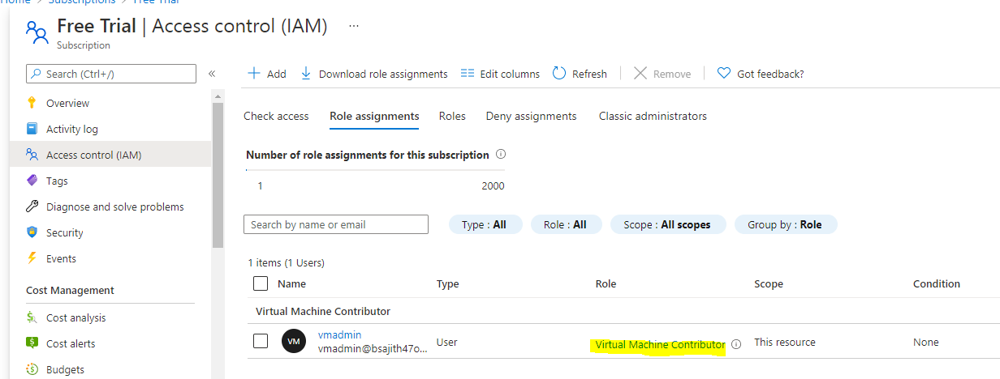 Home > Subscriptions > Free Trial
Free Trial | Access control (IAM) ...
Subscription
Search (Ctrl+/) «
Overview
Activity log
Access control (IAM)
Tags
Diagnose and solve problems
Security
Events
Cost Management
Cost analysis
Cost alerts
Budgets
+ Add Download role assignments Edit columns Refresh Remove Got feedback?
Check access Role assignments Roles Deny assignments Classic administrators
Number of role assignments for this subscription
1 2000
Search by name or email Type : All Role : All Scope : All scopes Group by : Role
1 items (1 Users)
Name Type Role Scope Condition
Virtual Machine Contributor
VM vmadmin User Virtual Machine Contributor This resource None
vmadmin@bsajith47o...